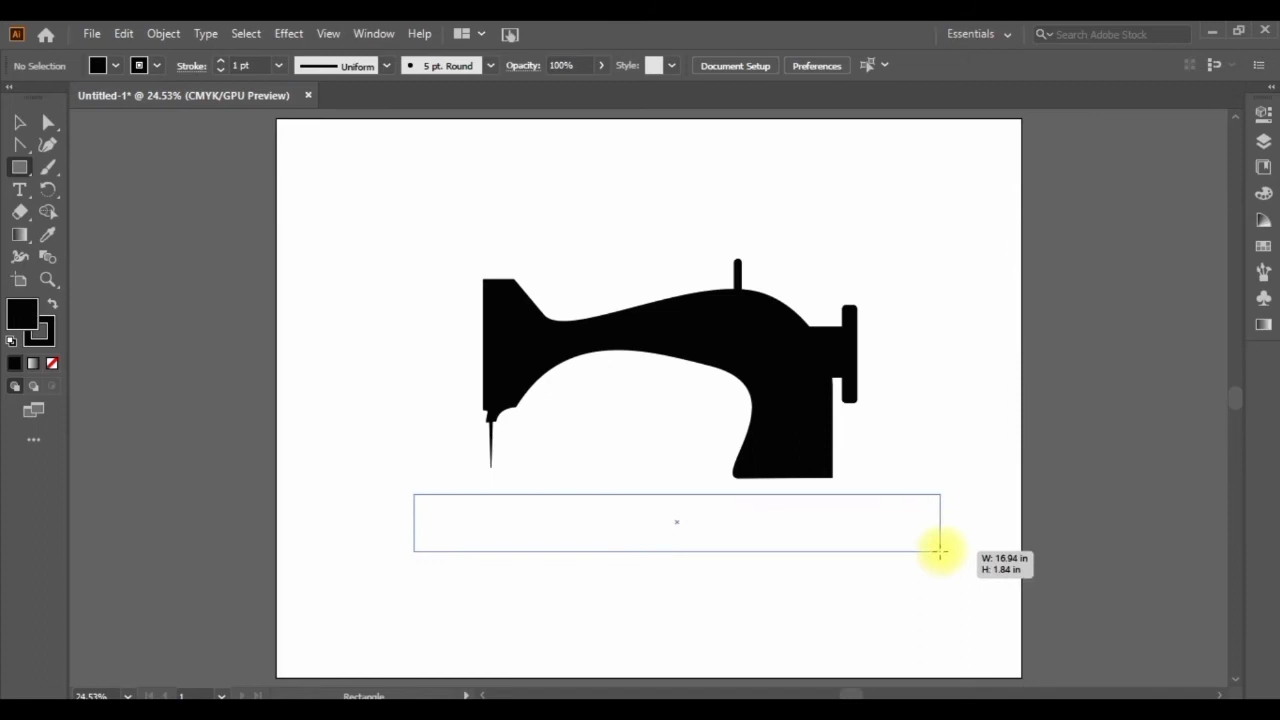 Ai File Edit Object Type Select Effect View Window Help Essentials Search Adobe Stock
No Selection Stroke: 1 pt Uniform 5 pt. Round Opacity: 100% Style: Document Setup Preferences
Untitled-1* @ 24.53% (CMYK/GPU Preview)
W: 16.94 in
H: 1.84 in
24.53% 1 Rectangle